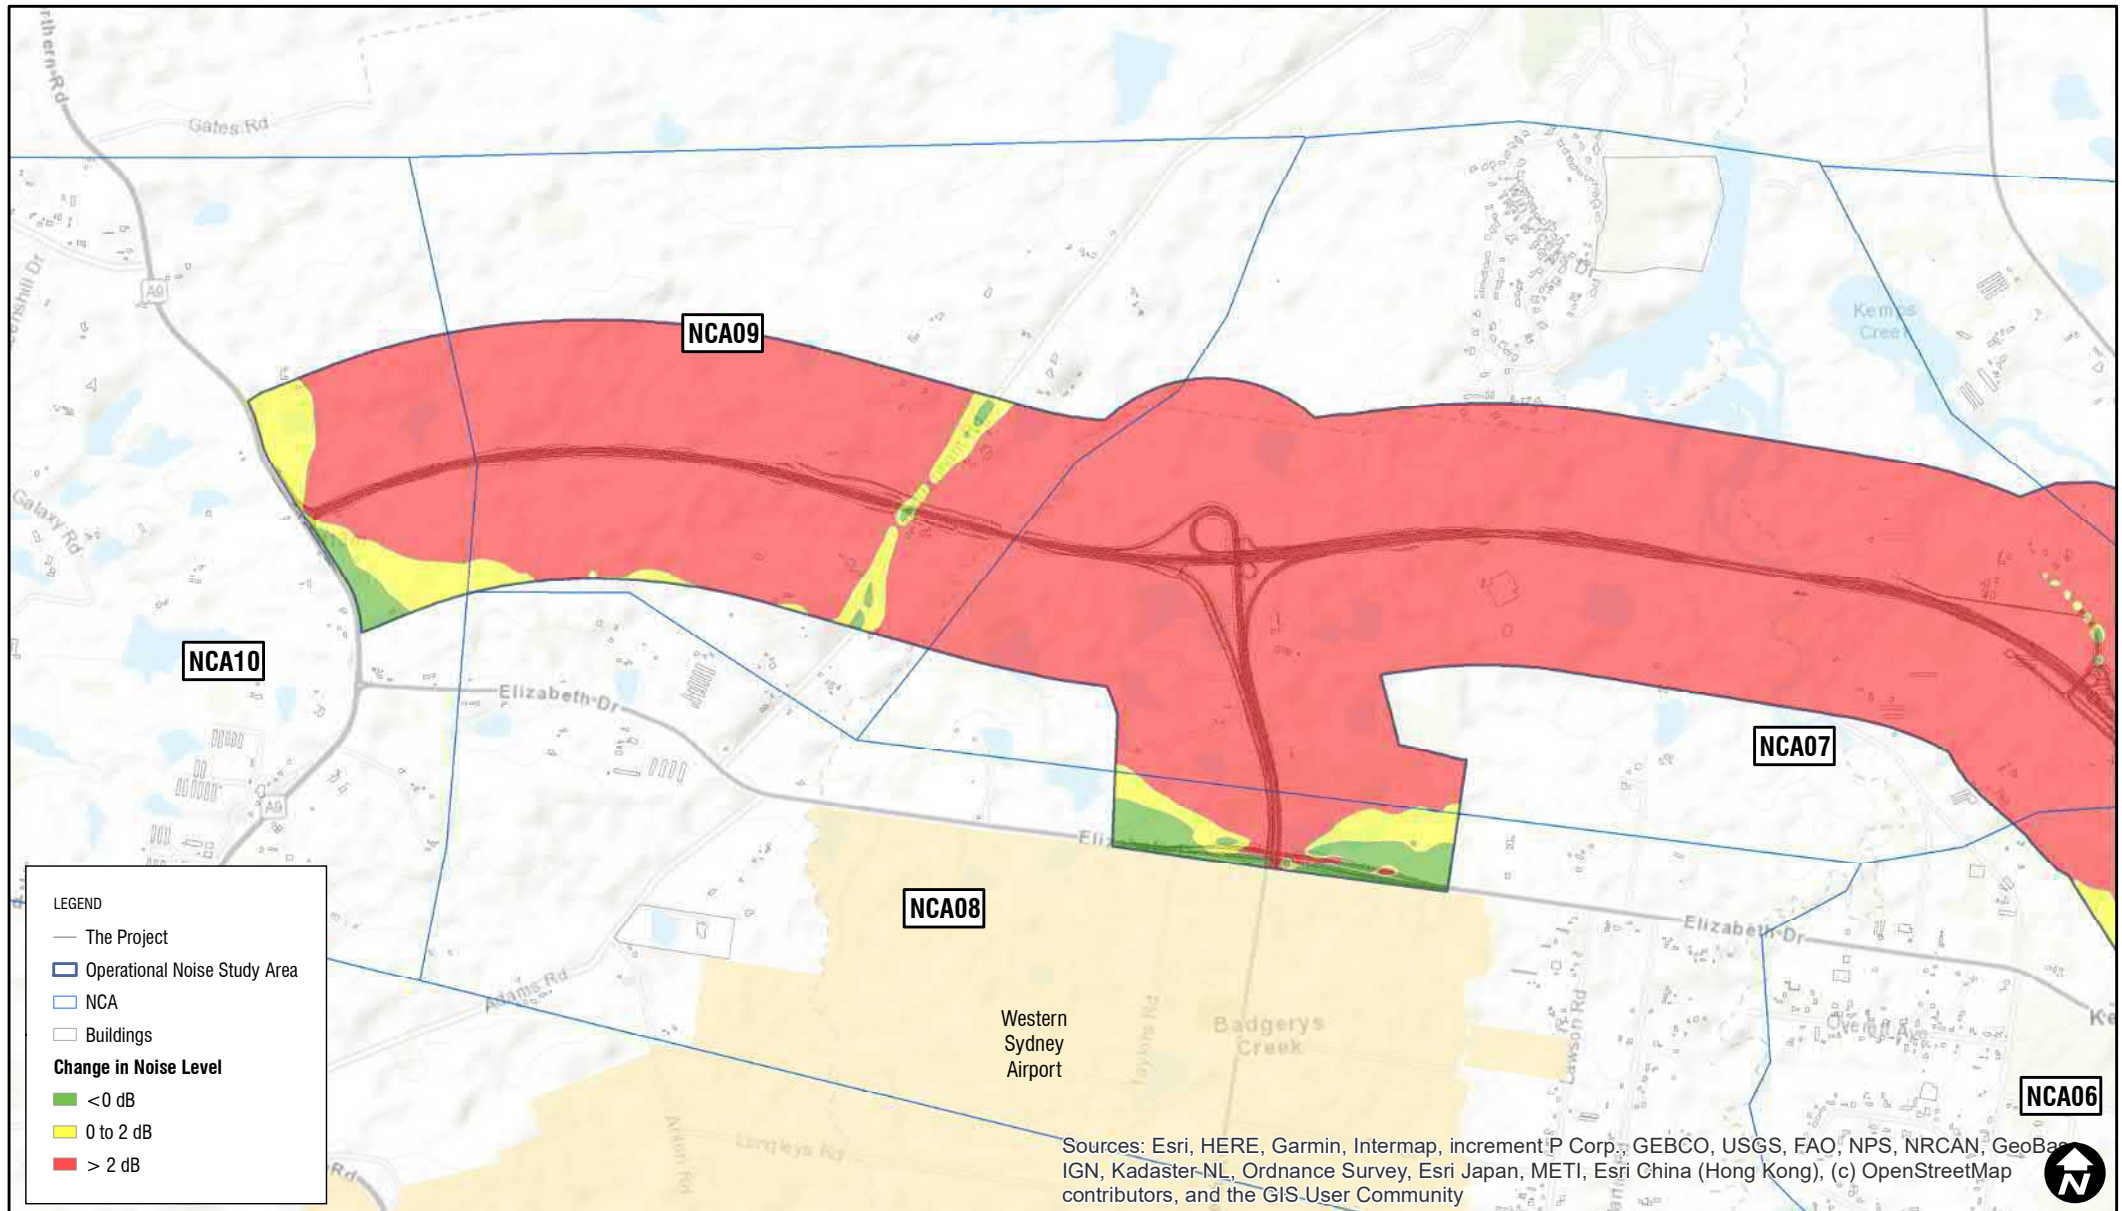 Gates Rd
A9
NCA09
Kemps
Creek
Galaxy Rd
NCA10
Elizabeth Dr
NCA07
A9
NCA08
Elizabeth Dr
LEGEND
The Project
Operational Noise Study Area
NCA
Buildings
Change in Noise Level
<0 dB
0 to 2 dB
> 2 dB
Adams Rd
Western
Sydney
Airport
Taylors Rd
Badgerys
Creek
Lawson Rd
NCA06
Longleys Rd
Rd
Sources: Esri, HERE, Garmin, Intermap, increment P Corp., GEBCO, USGS, FAO, NPS, NRCAN, GeoBas
IGN, Kadaster NL, Ordnance Survey, Esri Japan, METI, Esri China (Hong Kong), (c) OpenStreetMap
contributors, and the GIS User Community
N